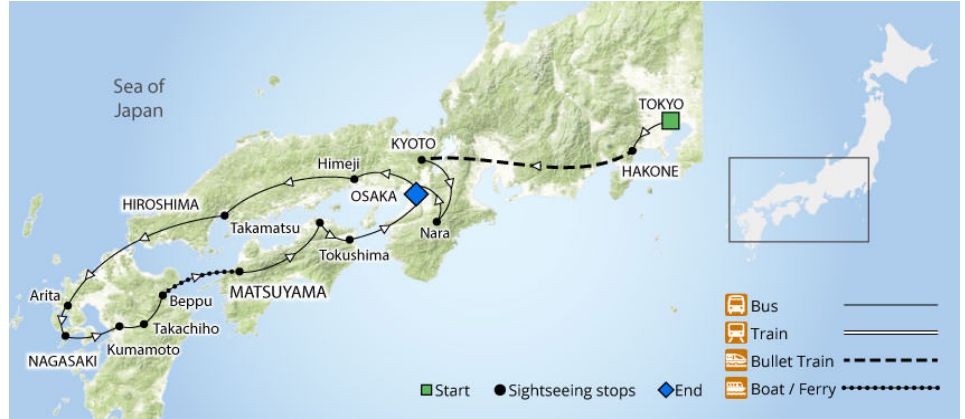 Sea of
Japan
TOKYO
KYOTO
HAKONE
Himeji
OSAKA
HIROSHIMA
Takamatsu
Nara
Tokushima
Arita
Beppu
MATSUYAMA
Takachiho
NAGASAKI
Kumamoto
Bus
Train
Bullet Train
Boat / Ferry
Start
Sightseeing stops
End